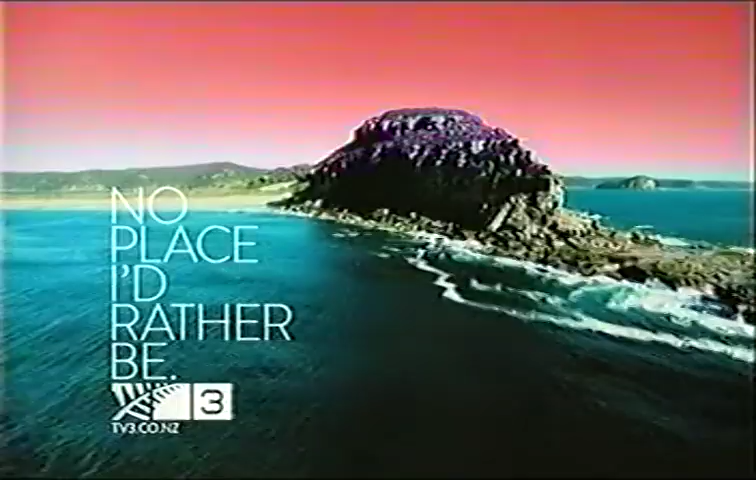 NO
PLACE
I'D
RATHER
BE.
3
TV3.CO.NZ